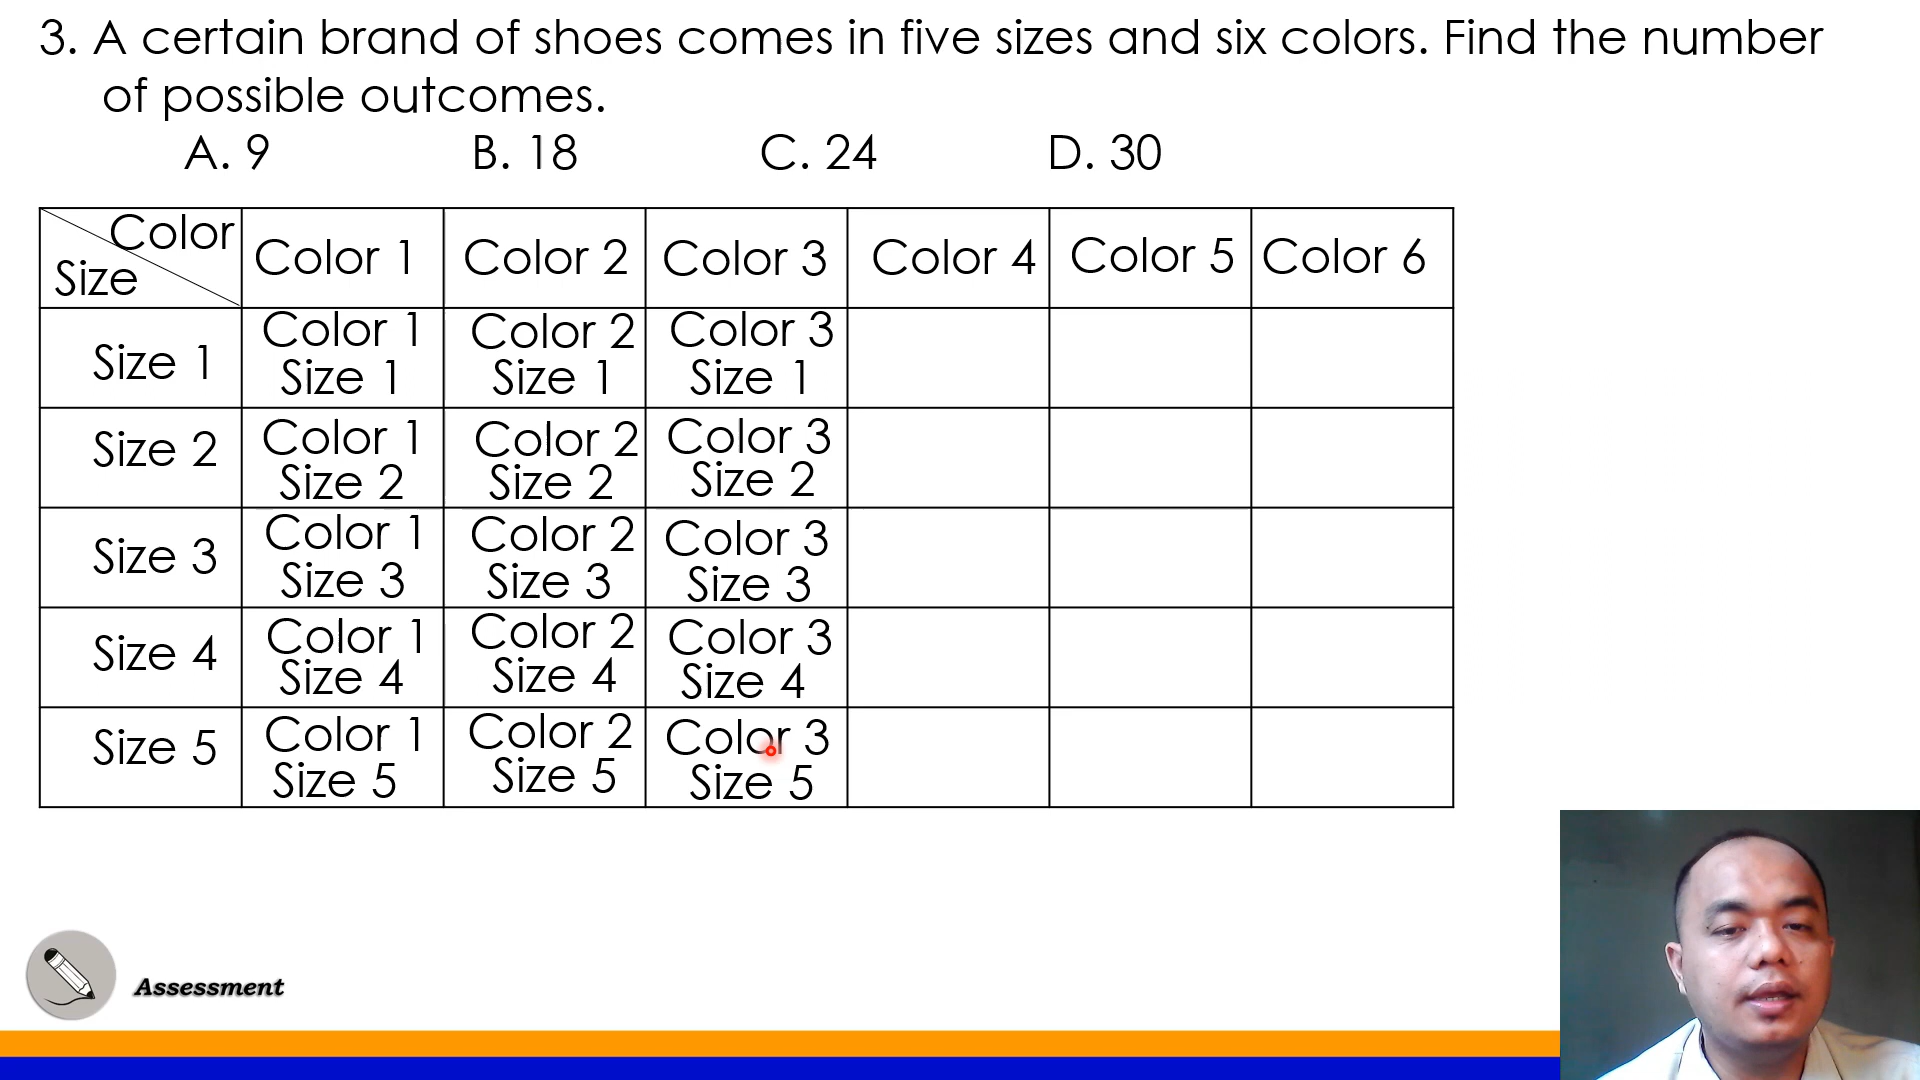 3. A certain brand of shoes comes in five sizes and six colors. Find the number
of possible outcomes.
A. 9 B. 18 C. 24 D. 30
Color
Size
Color 1 Color 2 Color 3 Color 4 Color 5 Color 6
Size 1
Color 1 Color 2 Color 3
Size 1 Size 1 Size 1
Size 2
Color 1 Color 2 Color 3
Size 2 Size 2 Size 2
Size 3
Color 1 Color 2 Color 3
Size 3 Size 3 Size 3
Size 4
Color 1 Color 2 Color 3
Size 4 Size 4 Size 4
Size 5
Color 1 Color 2 Color 3
Size 5 Size 5 Size 5
Assessment